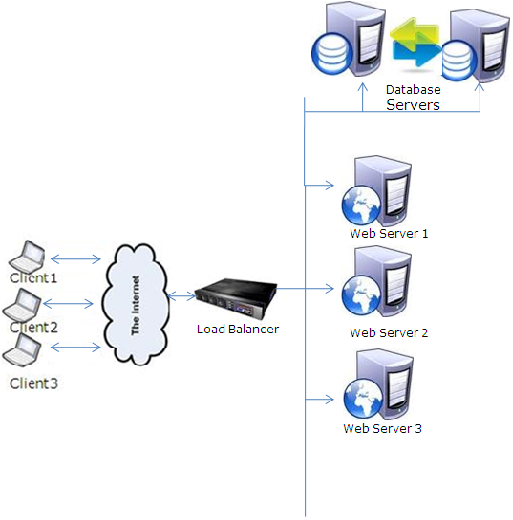 Database
Servers
Web Server 1
Client1
The Internet
Client2
Load Balancer
Web Server 2
Client3
Web Server 3